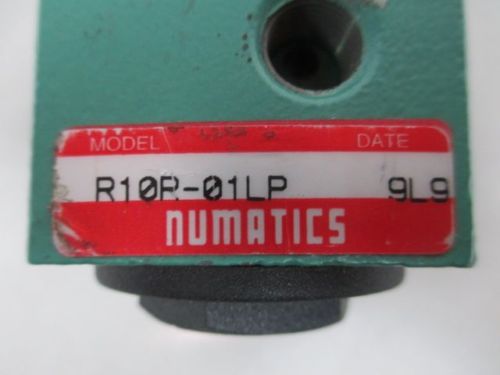 MODEL DATE
R10R-01LP 9L9
NUMATICS